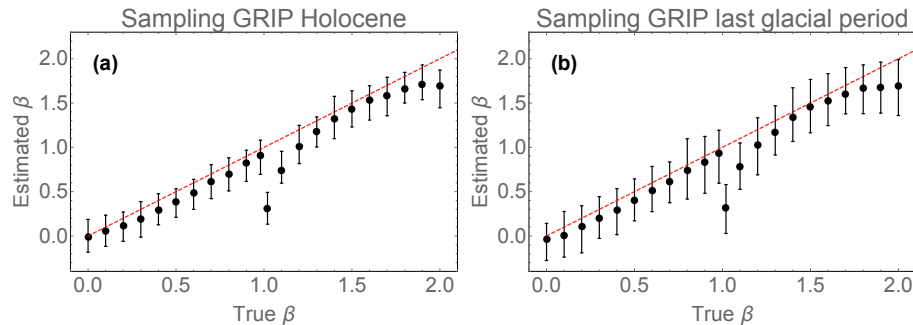 Sampling GRIP Holocene
(a)
Estimated β
2.0
1.5
1.0
0.5
0.0
0.0 0.5 1.0 1.5 2.0
True β
Sampling GRIP last glacial period
(b)
Estimated β
2.0
1.5
1.0
0.5
0.0
0.0 0.5 1.0 1.5 2.0
True β